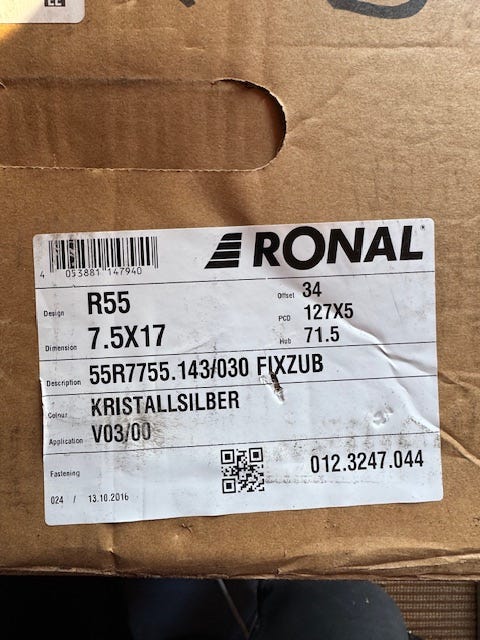 RONAL
4 053881 147940
Design R55
Offset 34
PCD 127X5
Dimension 7.5X17
Hub 71.5
Description 55R7755.143/030 FIXZUB
Colour KRISTALLSILBER
Application V03/00
Fastening
012.3247.044
024 / 13.10.2016